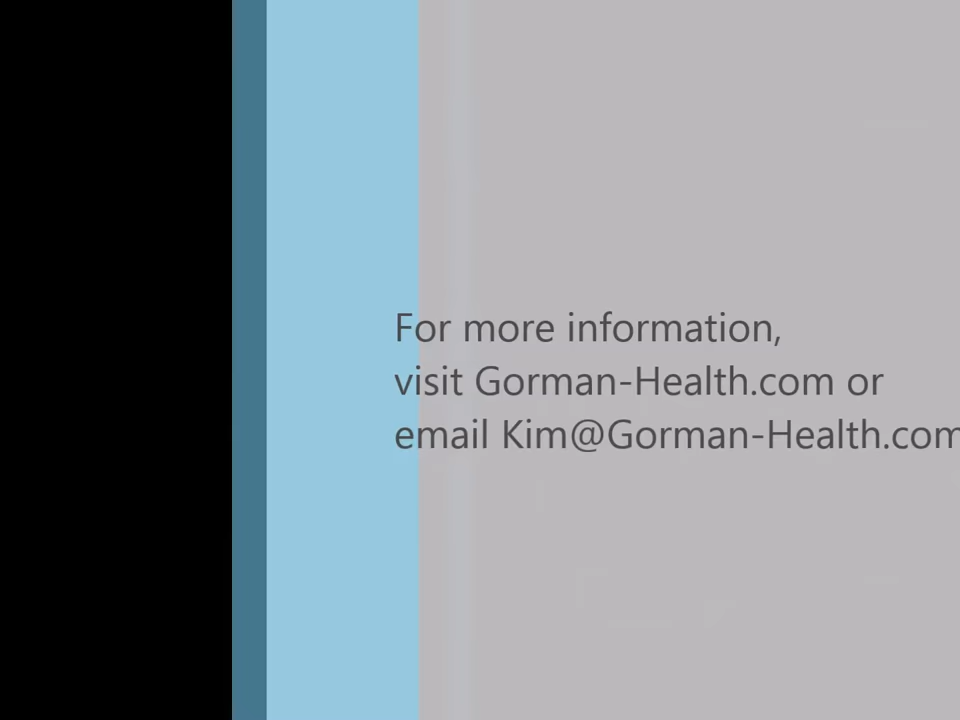 For more information,
visit Gorman-Health.com or
email Kim@Gorman-Health.com